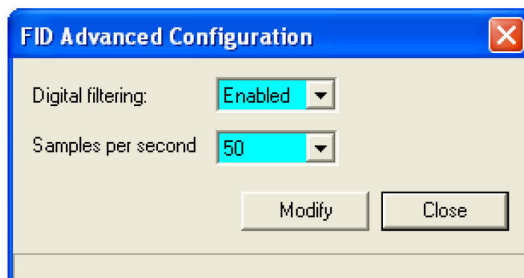 FID Advanced Configuration
Digital filtering: Enabled
Samples per second 50
Modify Close